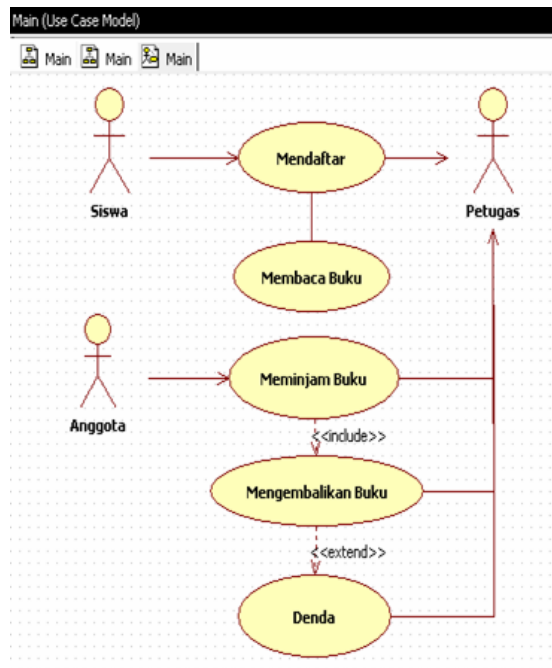 Main (Use Case Model)
Main Main Main
Mendaftar
Siswa Petugas
Membaca Buku
Meminjam Buku
Anggota
<<include>>
Mengembalikan Buku
<<extend>>
Denda